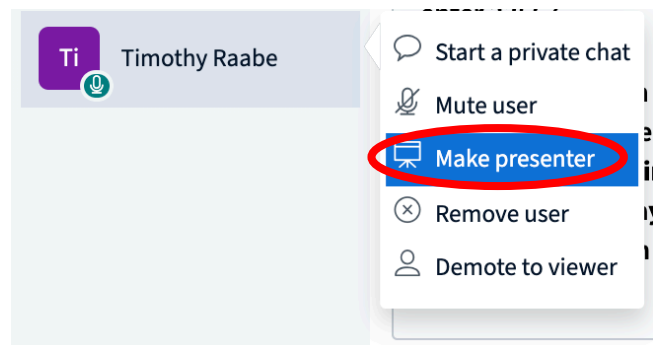 Ti
Timothy Raabe
Start a private chat
Mute user
Make presenter
Remove user
Demote to viewer